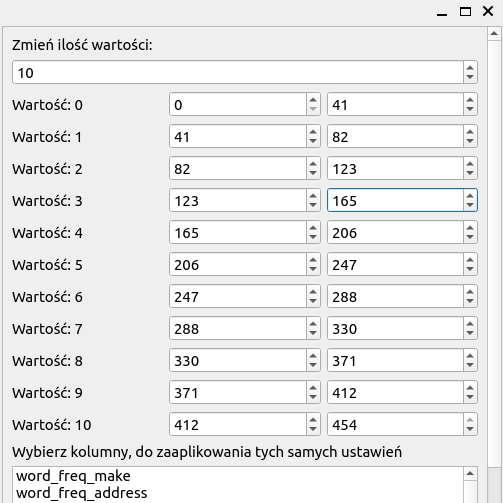 Zmień ilość wartości:
10
Wartość: 0 0 41
Wartość: 1 41 82
Wartość: 2 82 123
Wartość: 3 123 165
Wartość: 4 165 206
Wartość: 5 206 247
Wartość: 6 247 288
Wartość: 7 288 330
Wartość: 8 330 371
Wartość: 9 371 412
Wartość: 10 412 454
Wybierz kolumny, do zaaplikowania tych samych ustawień
word_freq_make
word_freq_address